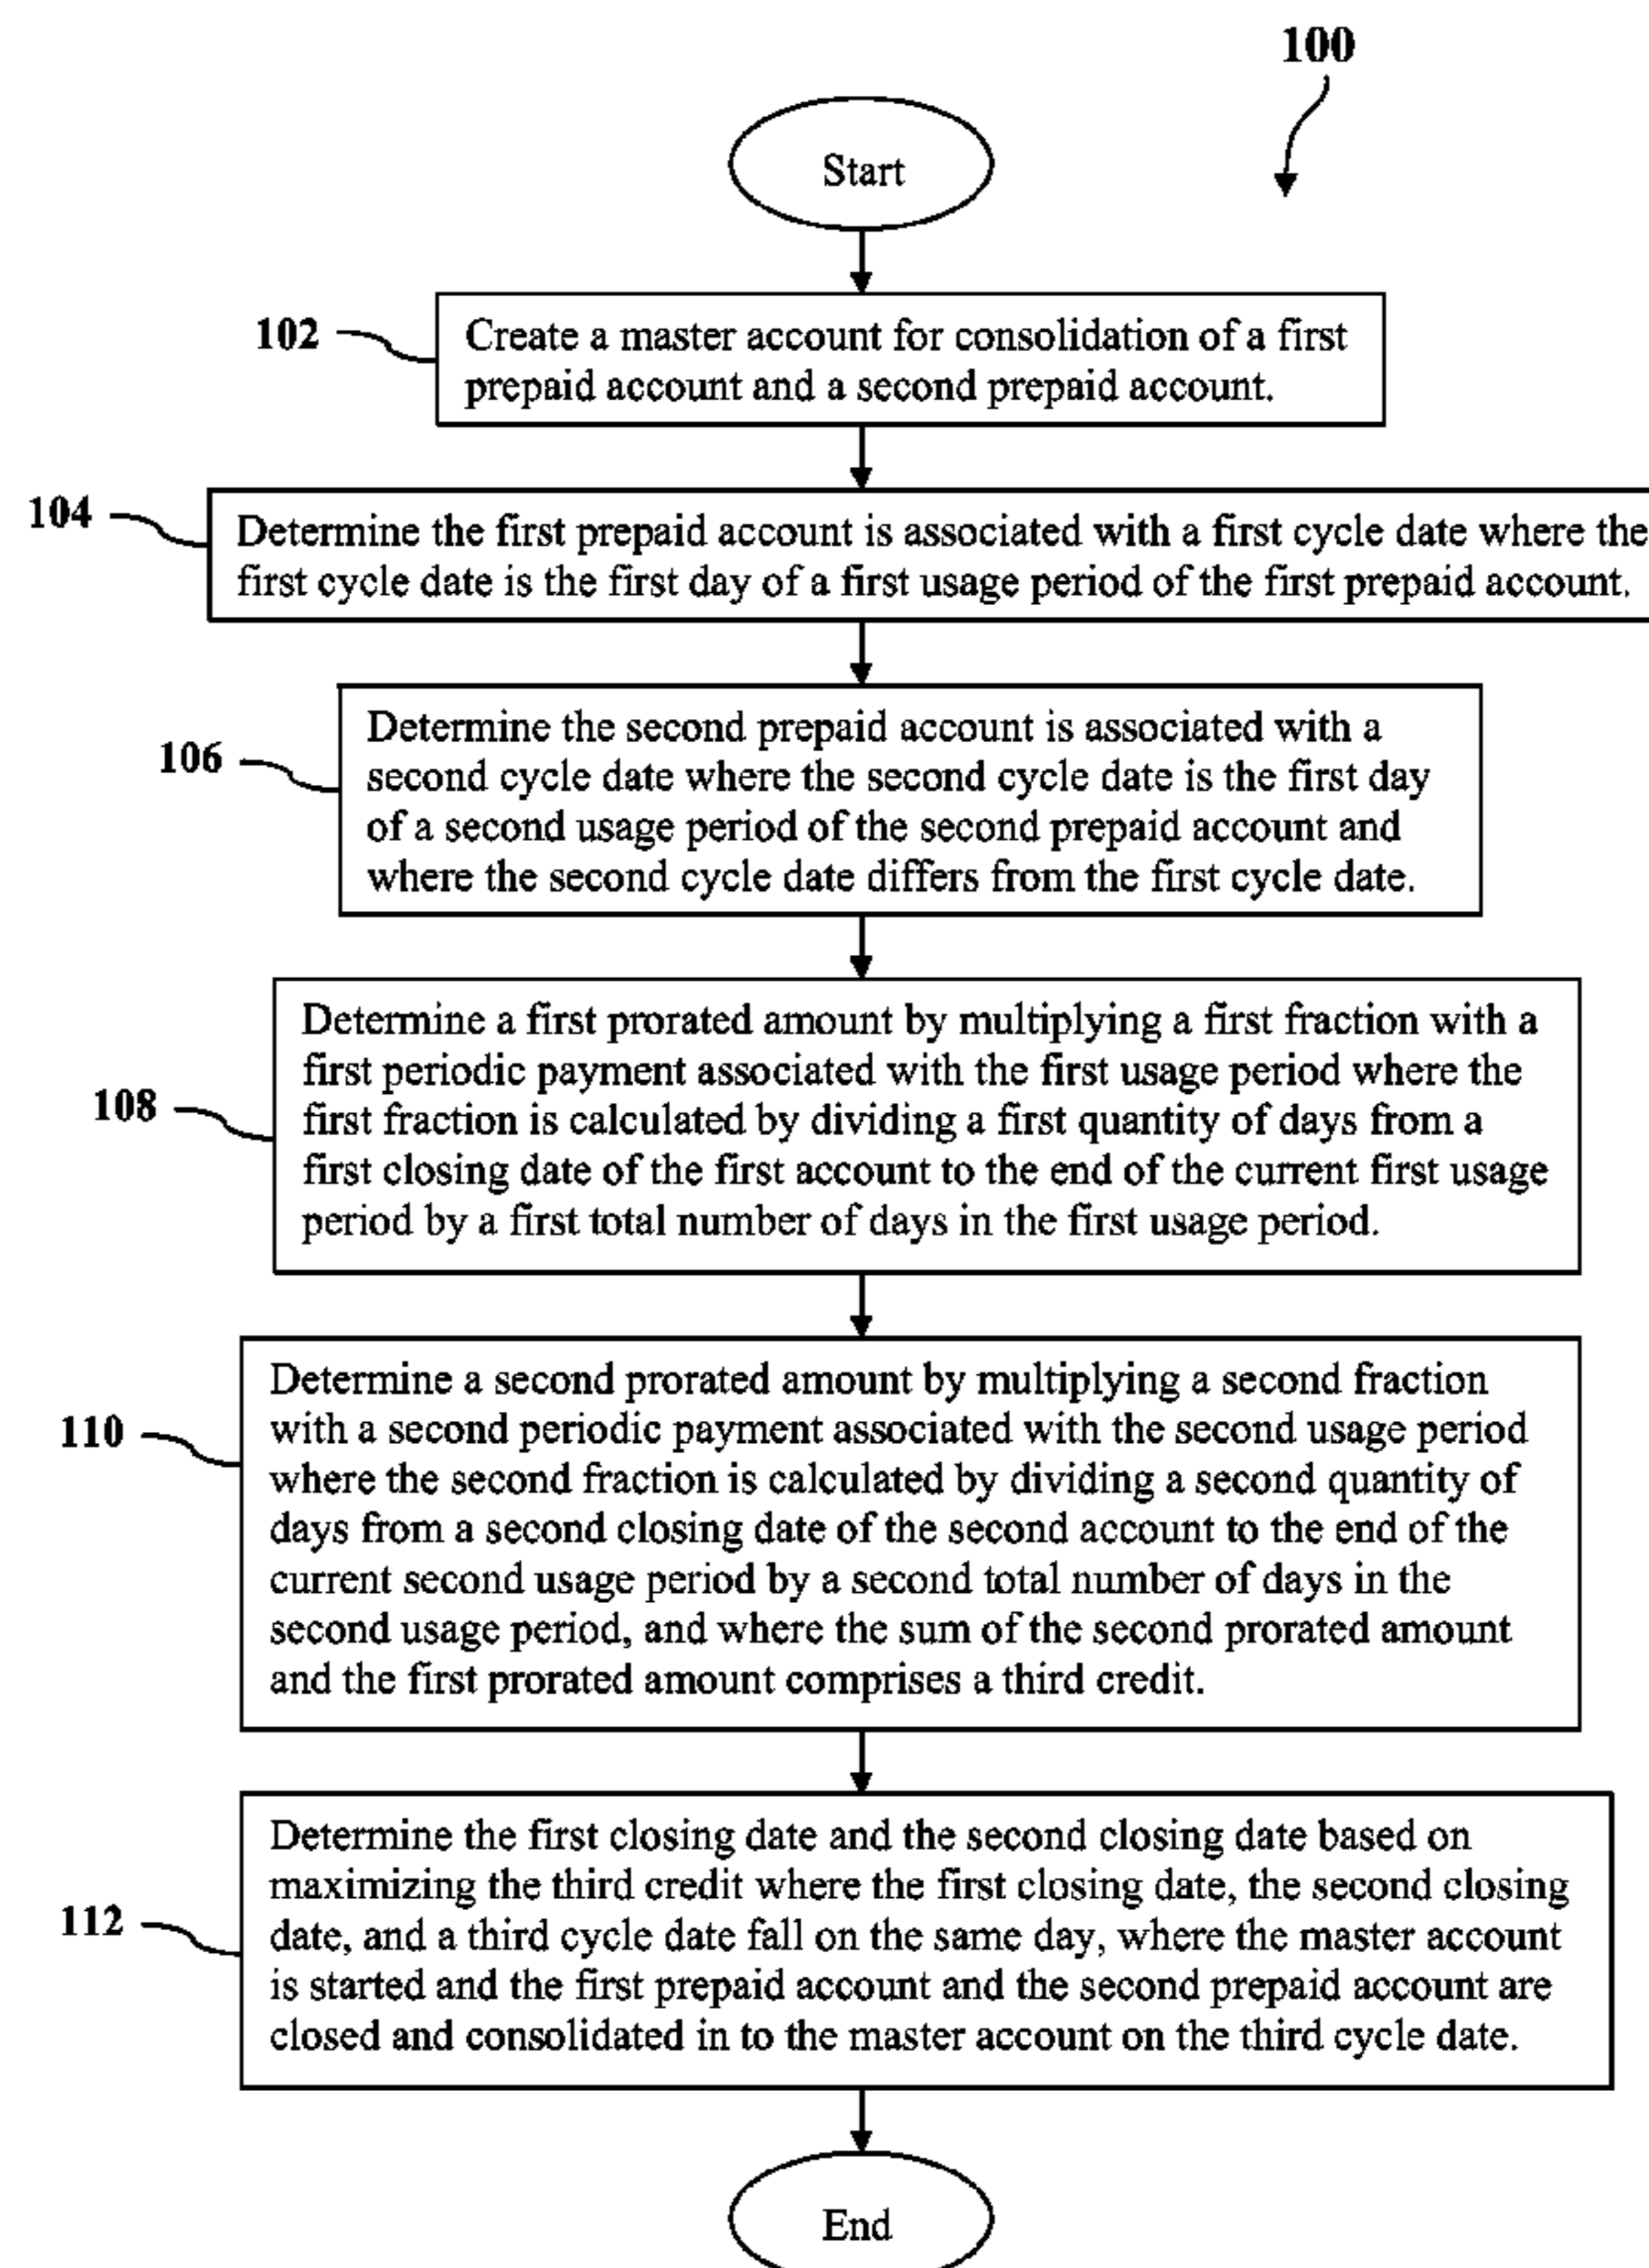 100
Start
102
Create a master account for consolidation of a first
prepaid account and a second prepaid account.
104
Determine the first prepaid account is associated with a first cycle date where the
first cycle date is the first day of a first usage period of the first prepaid account.
106
Determine the second prepaid account is associated with a
second cycle date where the second cycle date is the first day
of a second usage period of the second prepaid account and
where the second cycle date differs from the first cycle date.
108
Determine a first prorated amount by multiplying a first fraction with a
first periodic payment associated with the first usage period where the
first fraction is calculated by dividing a first quantity of days from a
first closing date of the first account to the end of the current first usage
period by a first total number of days in the first usage period.
110
Determine a second prorated amount by multiplying a second fraction
with a second periodic payment associated with the second usage period
where the second fraction is calculated by dividing a second quantity of
days from a second closing date of the second account to the end of the
current second usage period by a second total number of days in the
second usage period, and where the sum of the second prorated amount
and the first prorated amount comprises a third credit.
112
Determine the first closing date and the second closing date based on
maximizing the third credit where the first closing date, the second closing
date, and a third cycle date fall on the same day, where the master account
is started and the first prepaid account and the second prepaid account are
closed and consolidated in to the master account on the third cycle date.
End